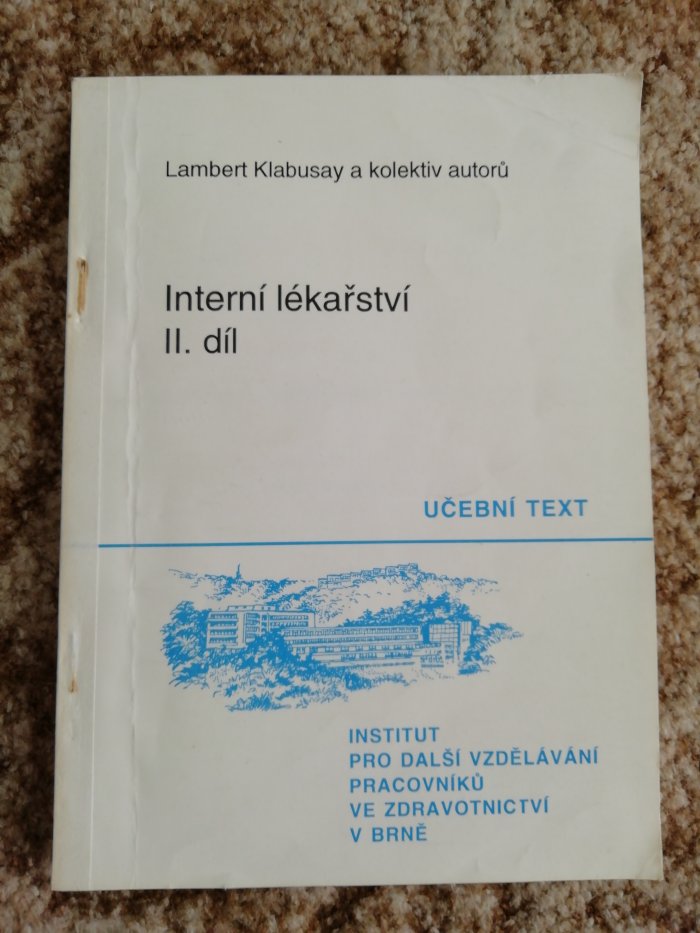 Lambert Klabusay a kolektiv autorů
Interní lékařství
II. díl
UČEBNÍ TEXT
INSTITUT
PRO DALŠÍ VZDĚLÁVÁNÍ
PRACOVNÍKŮ
VE ZDRAVOTNICTVÍ
V BRNĚ